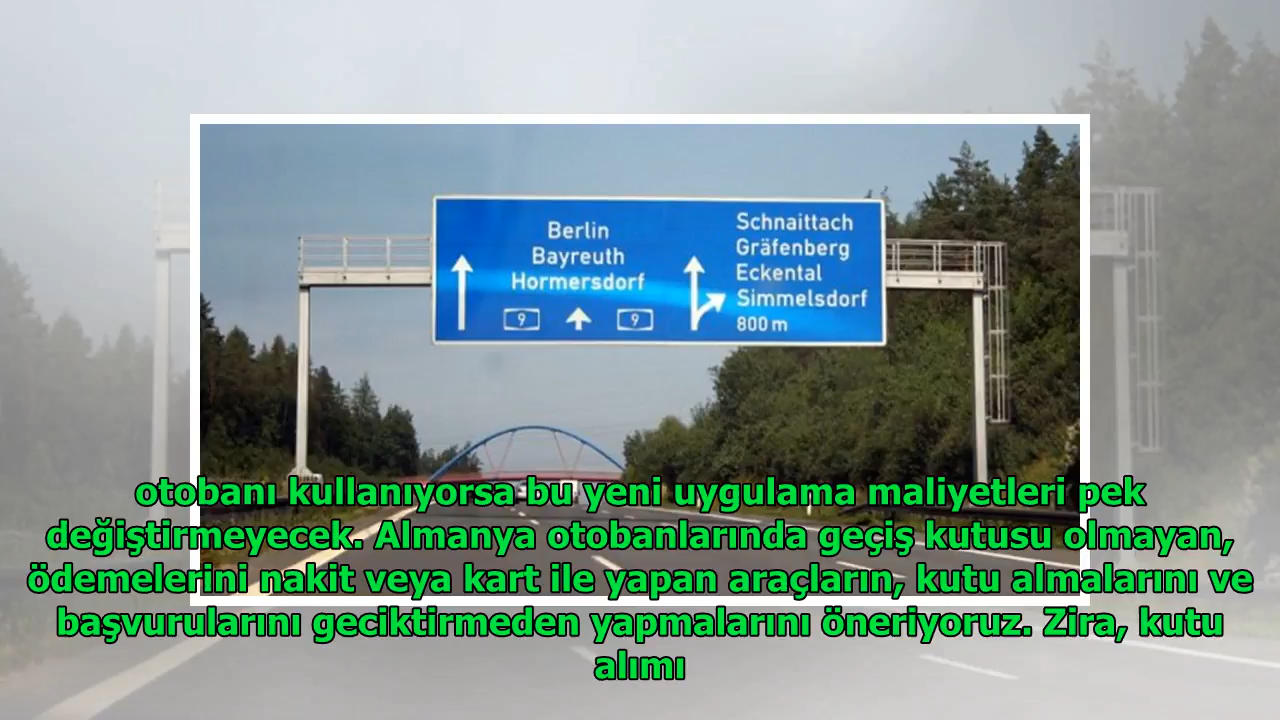 Berlin
Bayreuth
Hormersdorf
9
9
Schnaittach
Gräfenberg
Eckental
Simmelsdorf
800 m
otobanı kullanıyorsa bu yeni uygulama maliyetleri pek
değiştirmeyecek. Almanya otobanlarında geçiş kutusu olmayan,
ödemelerini nakit veya kart ile yapan araçların, kutu almalarını ve
başvurularını geciktirmeden yapmalarını öneriyoruz. Zira, kutu
alımı